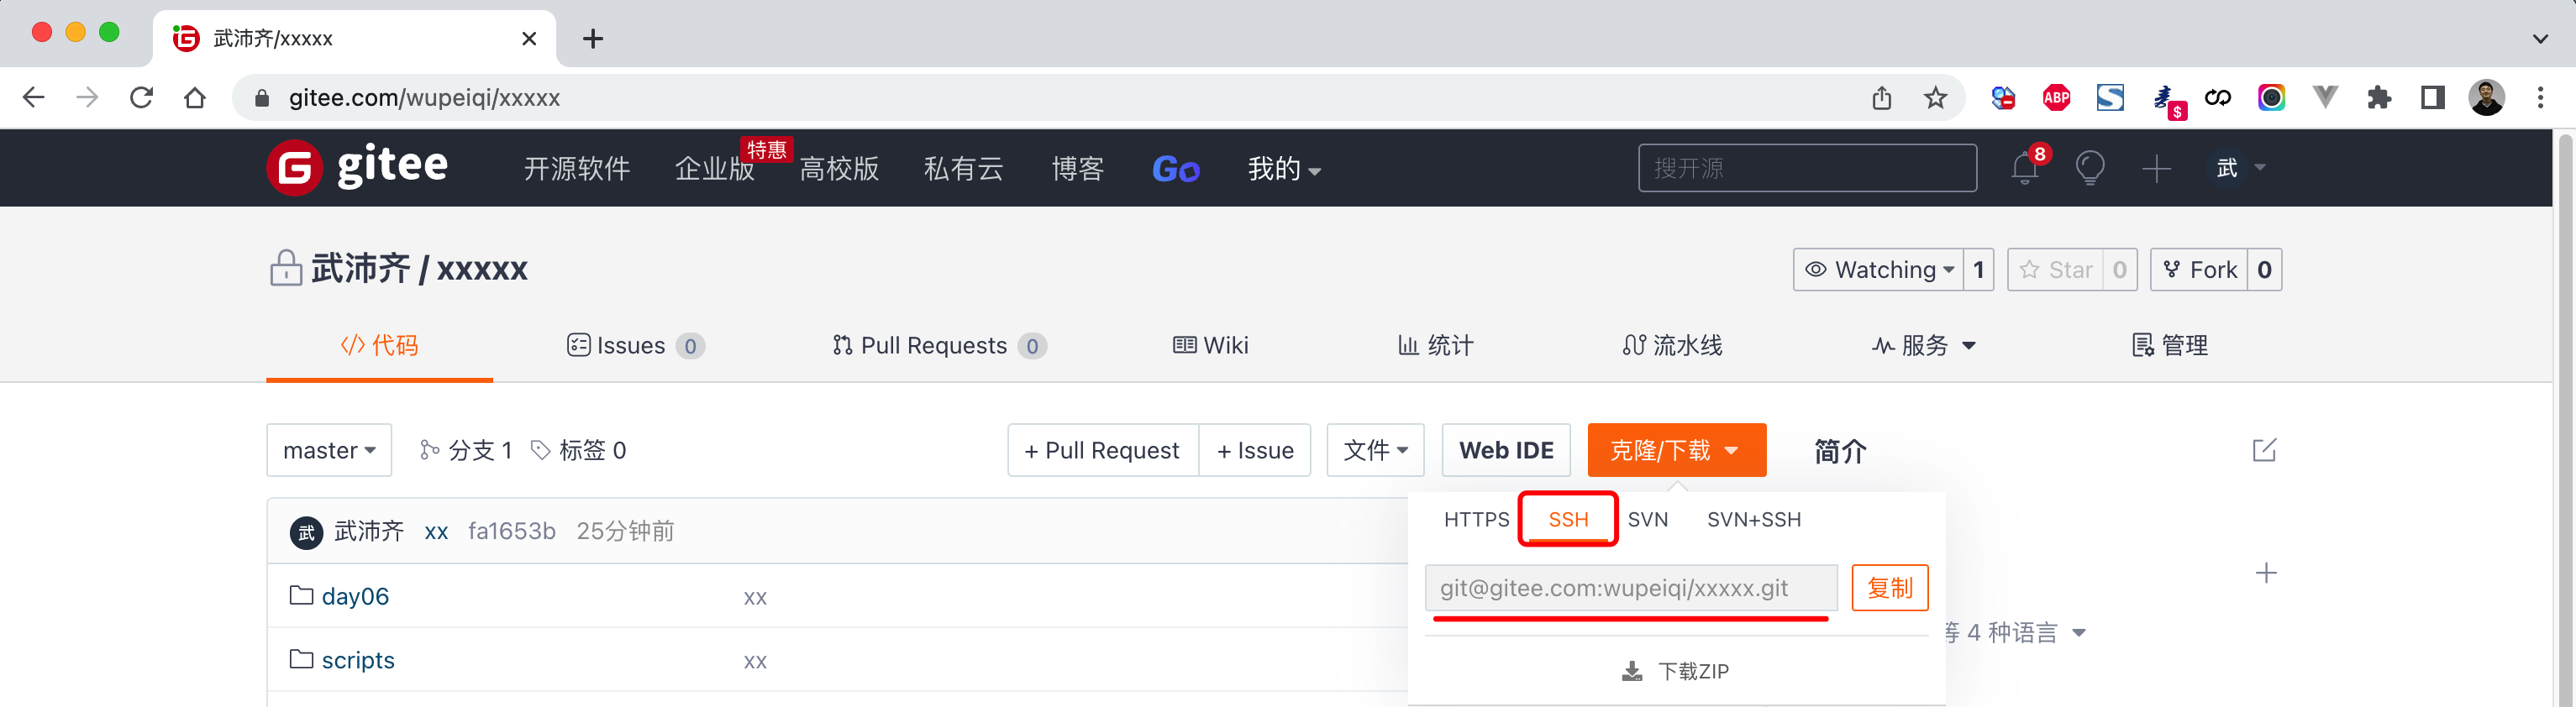 武沛齐/xxxxx
gitee.com/wupeiqi/xxxxx
ABP
$
gitee 开源软件 企业版 特惠 高校版 私有云 博客 Go 我的 搜开源 8 武
武沛齐 / xxxxx
Watching 1 Star 0 Fork 0
代码 Issues 0 Pull Requests 0 Wiki 统计 流水线 服务 管理
master 分支 1 标签 0 + Pull Request + Issue 文件 Web IDE 克隆/下载 简介
武 武沛齐 xx fa1653b 25分钟前
HTTPS SSH SVN SVN+SSH
git@gitee.com:wupeiqi/xxxxx.git 复制
day06 xx
等 4 种语言
scripts xx
下载ZIP